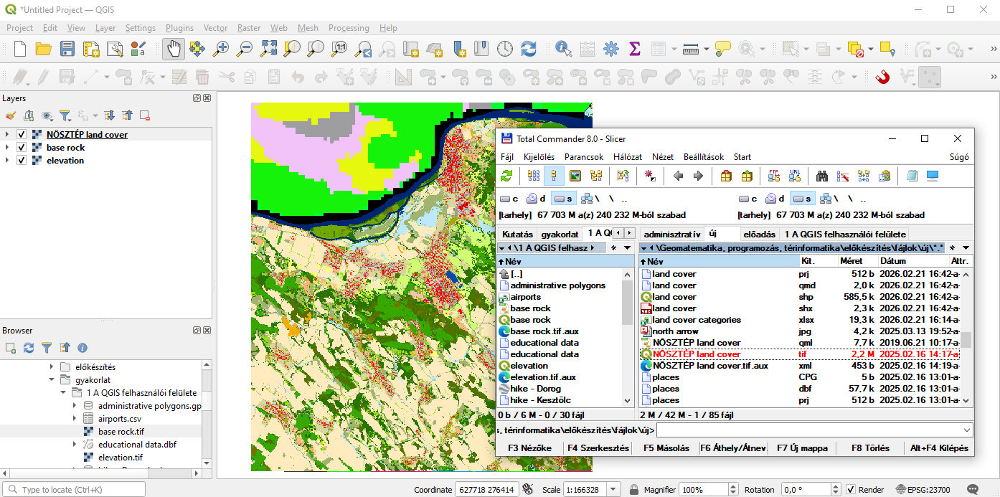 *Untitled Project — QGIS
Project Edit View Layer Settings Plugins Vector Raster Web Mesh Processing Help
Layers
NÖSZTÉP land cover
base rock
elevation
Browser
előkészítés
gyakorlat
1 A QGIS felhasználói felülete
administrative polygons.gp
airports.csv
base rock.tif
educational data.dbf
elevation.tif
Total Commander 8.0 - Slicer
Fájl Kijelölés Parancsok Hálózat Nézet Beállítások Start Súgó
FTP URL
c d s \ .. c d s \ ..
[tarhely] 67 703 M a(z) 240 232 M-ból szabad [tarhely] 67 703 M a(z) 240 232 M-ból szabad
Kutatás gyakorlat 1 A QG adminisztratív új előadás 1 A QGIS felhasználói felülete
\1 A QGIS felhasz * \Geomatematika, programozás, térinformatika\előkészítés\fájlok\új\*.* *
Név Név Kit. Méret Dátum Attr.
[..] land cover prj 512 b 2026.02.21 16:42 -a-
administrative polygons land cover qmd 2,0 k 2026.02.21 16:42 -a-
airports land cover shp 585,5 k 2026.02.21 16:42 -a-
base rock land cover shx 2,3 k 2026.02.21 16:42 -a-
base rock land cover categories xlsx 19,3 k 2026.02.21 16:14 -a-
base rock.tif.aux north arrow jpg 4,2 k 2025.03.13 19:52 -a-
educational data NÖSZTÉP land cover qml 7,7 k 2019.06.21 10:17 -a-
educational data NÖSZTÉP land cover tif 2,2 M 2025.02.16 14:17 -a-
elevation NÖSZTÉP land cover.tif.aux xml 453 b 2025.02.16 14:19 -a-
elevation.tif.aux places CPG 5 b 2025.02.16 13:01 -a-
hike - Dorog places dbf 57,7 k 2025.02.16 13:01 -a-
hike - Kesztölc places prj 512 b 2025.02.16 13:01 -a-
0 b / 6 M - 0 / 30 fájl 2 M / 42 M - 1 / 85 fájl
s, térinformatika\előkészítés\fájlok\új>
F3 Nézőke F4 Szerkesztés F5 Másolás F6 Áthely/Átnev F7 Új mappa F8 Törlés Alt+F4 Kilépés
Type to locate (Ctrl+K) Coordinate 627718 276414 Scale 1:166328 Magnifier 100% Rotation 0,0 ° Render EPSG:23700